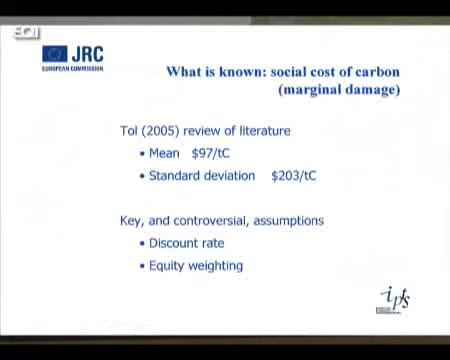 JRC
EUROPEAN COMMISSION
What is known: social cost of carbon
(marginal damage)
Tol (2005) review of literature
• Mean $97/tC
• Standard deviation $203/tC
Key, and controversial, assumptions
• Discount rate
• Equity weighting
ipts